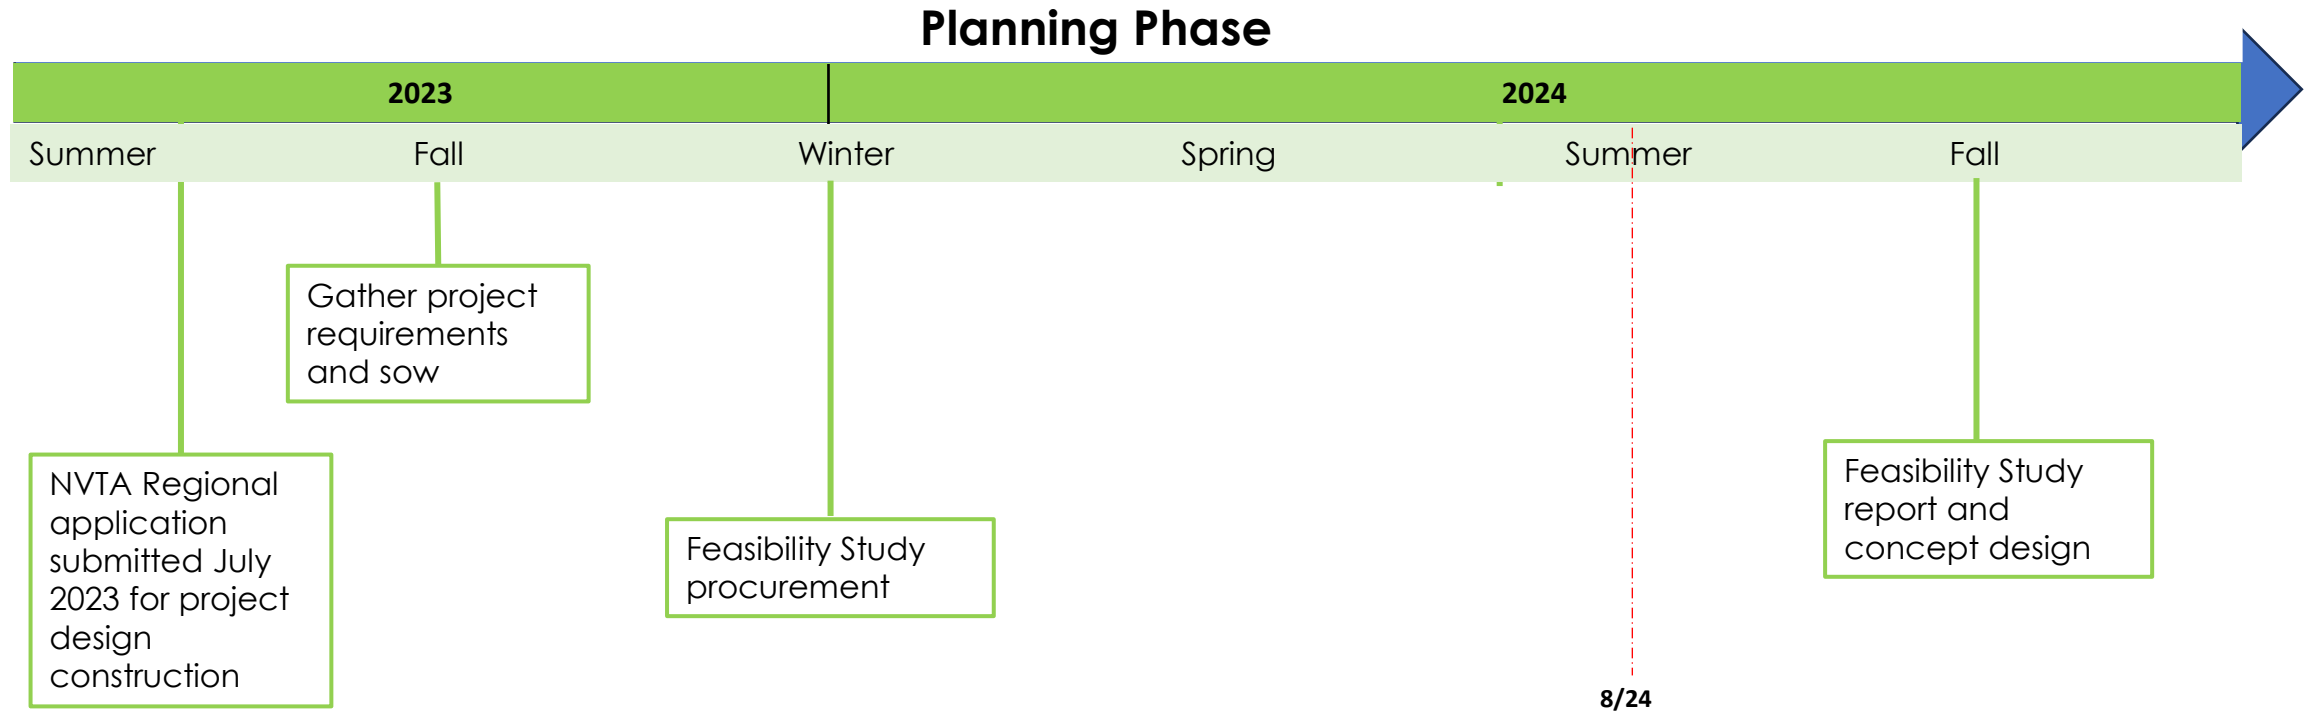 Planning Phase
2023
2024
Summer
Fall
Winter
Spring
Summer
Fall
Gather project
requirements
and sow
NVTA Regional
application
submitted July
2023 for project
design
construction
Feasibility Study
procurement
Feasibility Study
report and
concept design
8/24